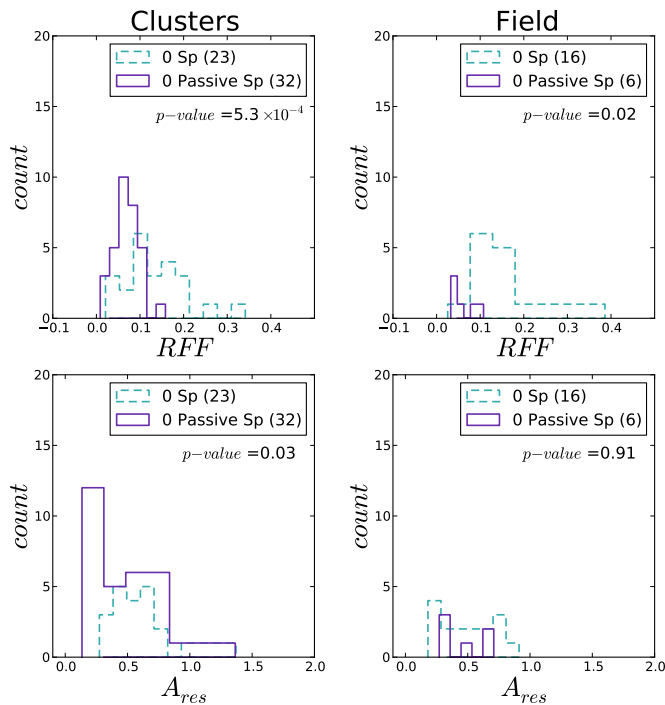 Clusters
20
15
10
5
0
count
0 Sp (23)
0 Passive Sp (32)
p−value =5.3 ×10⁻⁴
−0.1 0.0 0.1 0.2 0.3 0.4
RFF
Field
20
15
10
5
0
count
0 Sp (16)
0 Passive Sp (6)
p−value =0.02
−0.1 0.0 0.1 0.2 0.3 0.4
RFF
20
15
10
5
0
count
0 Sp (23)
0 Passive Sp (32)
p−value =0.03
0.0 0.5 1.0 1.5 2.0
A_res
20
15
10
5
0
count
0 Sp (16)
0 Passive Sp (6)
p−value =0.91
0.0 0.5 1.0 1.5 2.0
A_res